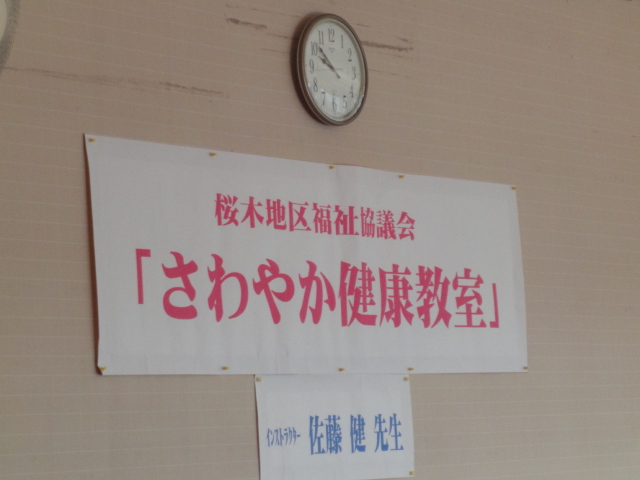 桜木地区福祉協議会
「さわやか健康教室」
インストラクター 佐藤 健 先生